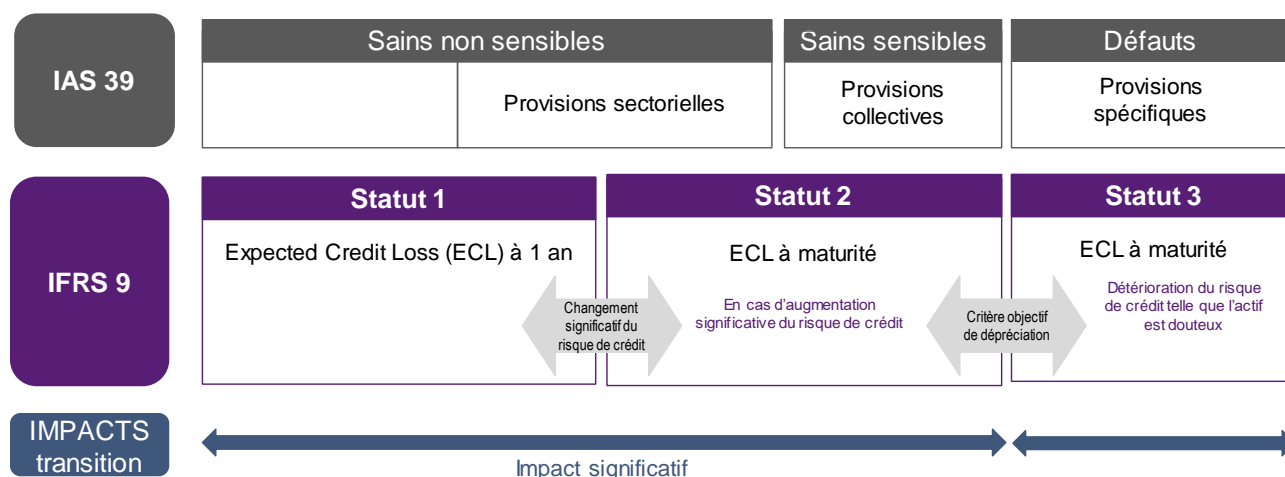 IAS 39
Sains non sensibles
Sains sensibles
Défauts
Provisions sectorielles
Provisions
collectives
Provisions
spécifiques
IFRS 9
Statut 1
Statut 2
Statut 3
Expected Credit Loss (ECL) à 1 an
ECL à maturité
ECL à maturité
Changement
significatif du
risque de crédit
En cas d'augmentation
significative du risque de crédit
Critère objectif
de dépréciation
Détérioration du risque
de crédit telle que l'actif
est douteux
IMPACTS
transition
Impact significatif